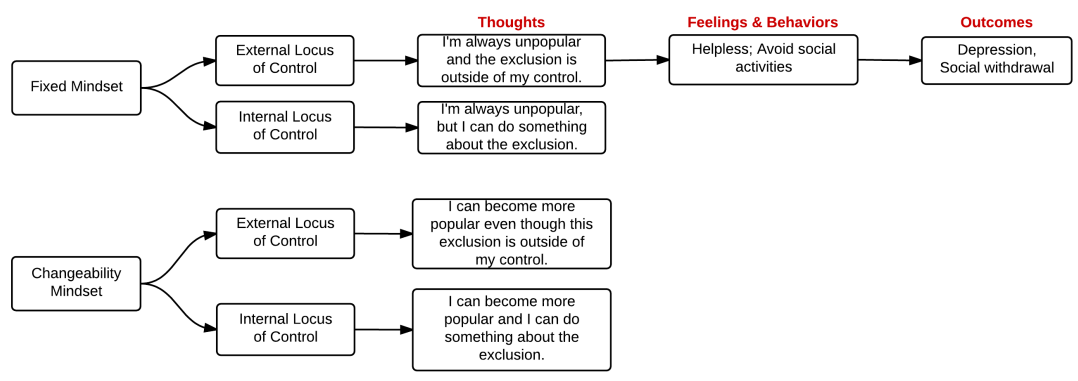 Thoughts
Feelings & Behaviors
Outcomes
Fixed Mindset
External Locus
of Control
I'm always unpopular
and the exclusion is
outside of my control.
Helpless; Avoid social
activities
Depression,
Social withdrawal
Internal Locus
of Control
I'm always unpopular,
but I can do something
about the exclusion.
Changeability
Mindset
External Locus
of Control
I can become more
popular even though this
exclusion is outside of
my control.
Internal Locus
of Control
I can become more
popular and I can do
something about the
exclusion.